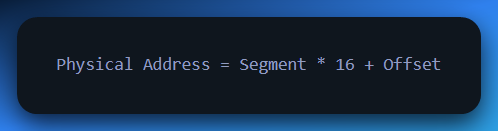 Physical Address = Segment * 16 + Offset